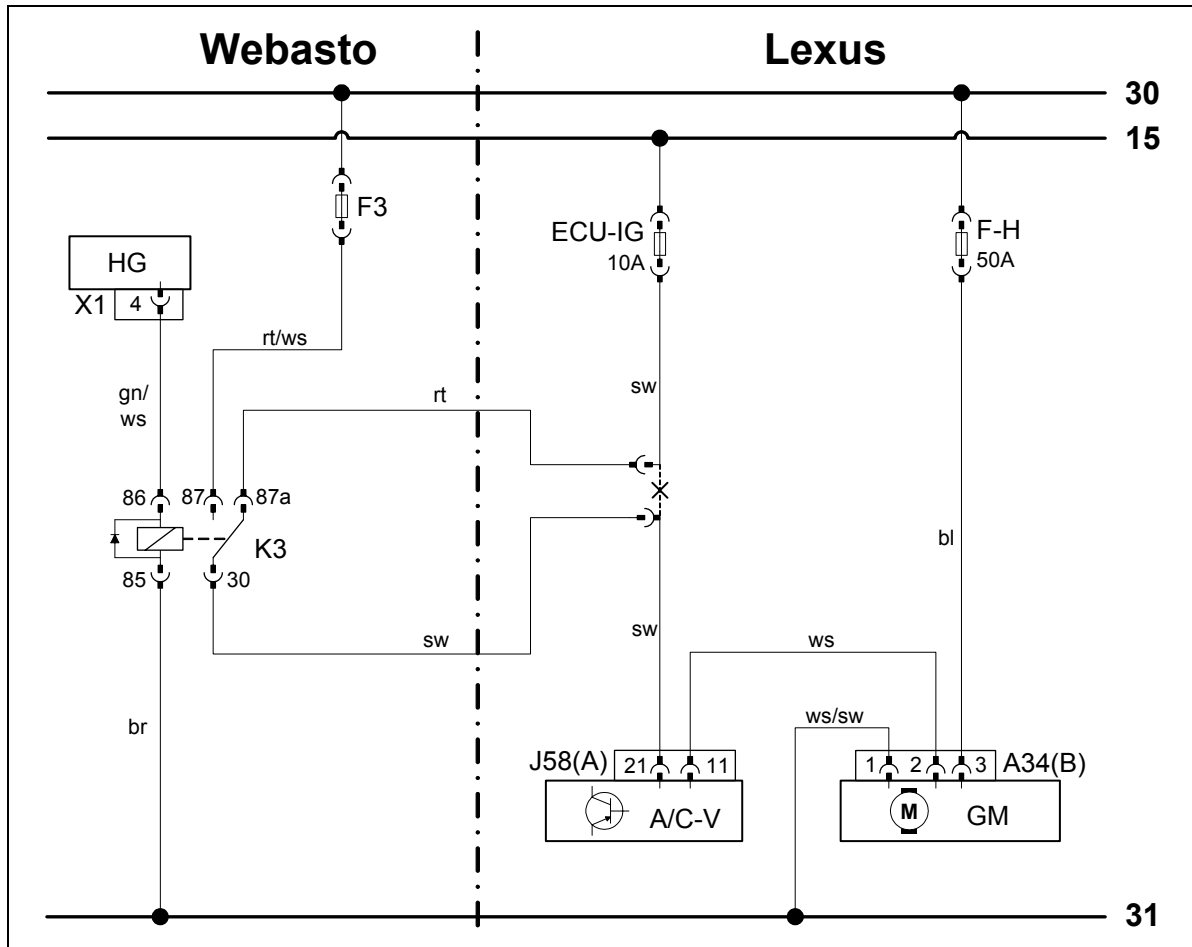 Webasto
Lexus
30
15
F3
ECU-IG
10A
F-H
50A
HG
X1
4
rt/ws
gn/
ws
rt
sw
86
87
87a
K3
85
30
bl
sw
sw
ws
br
ws/sw
J58(A)
21
11
1
2
3
A34(B)
A/C-V
M
GM
31